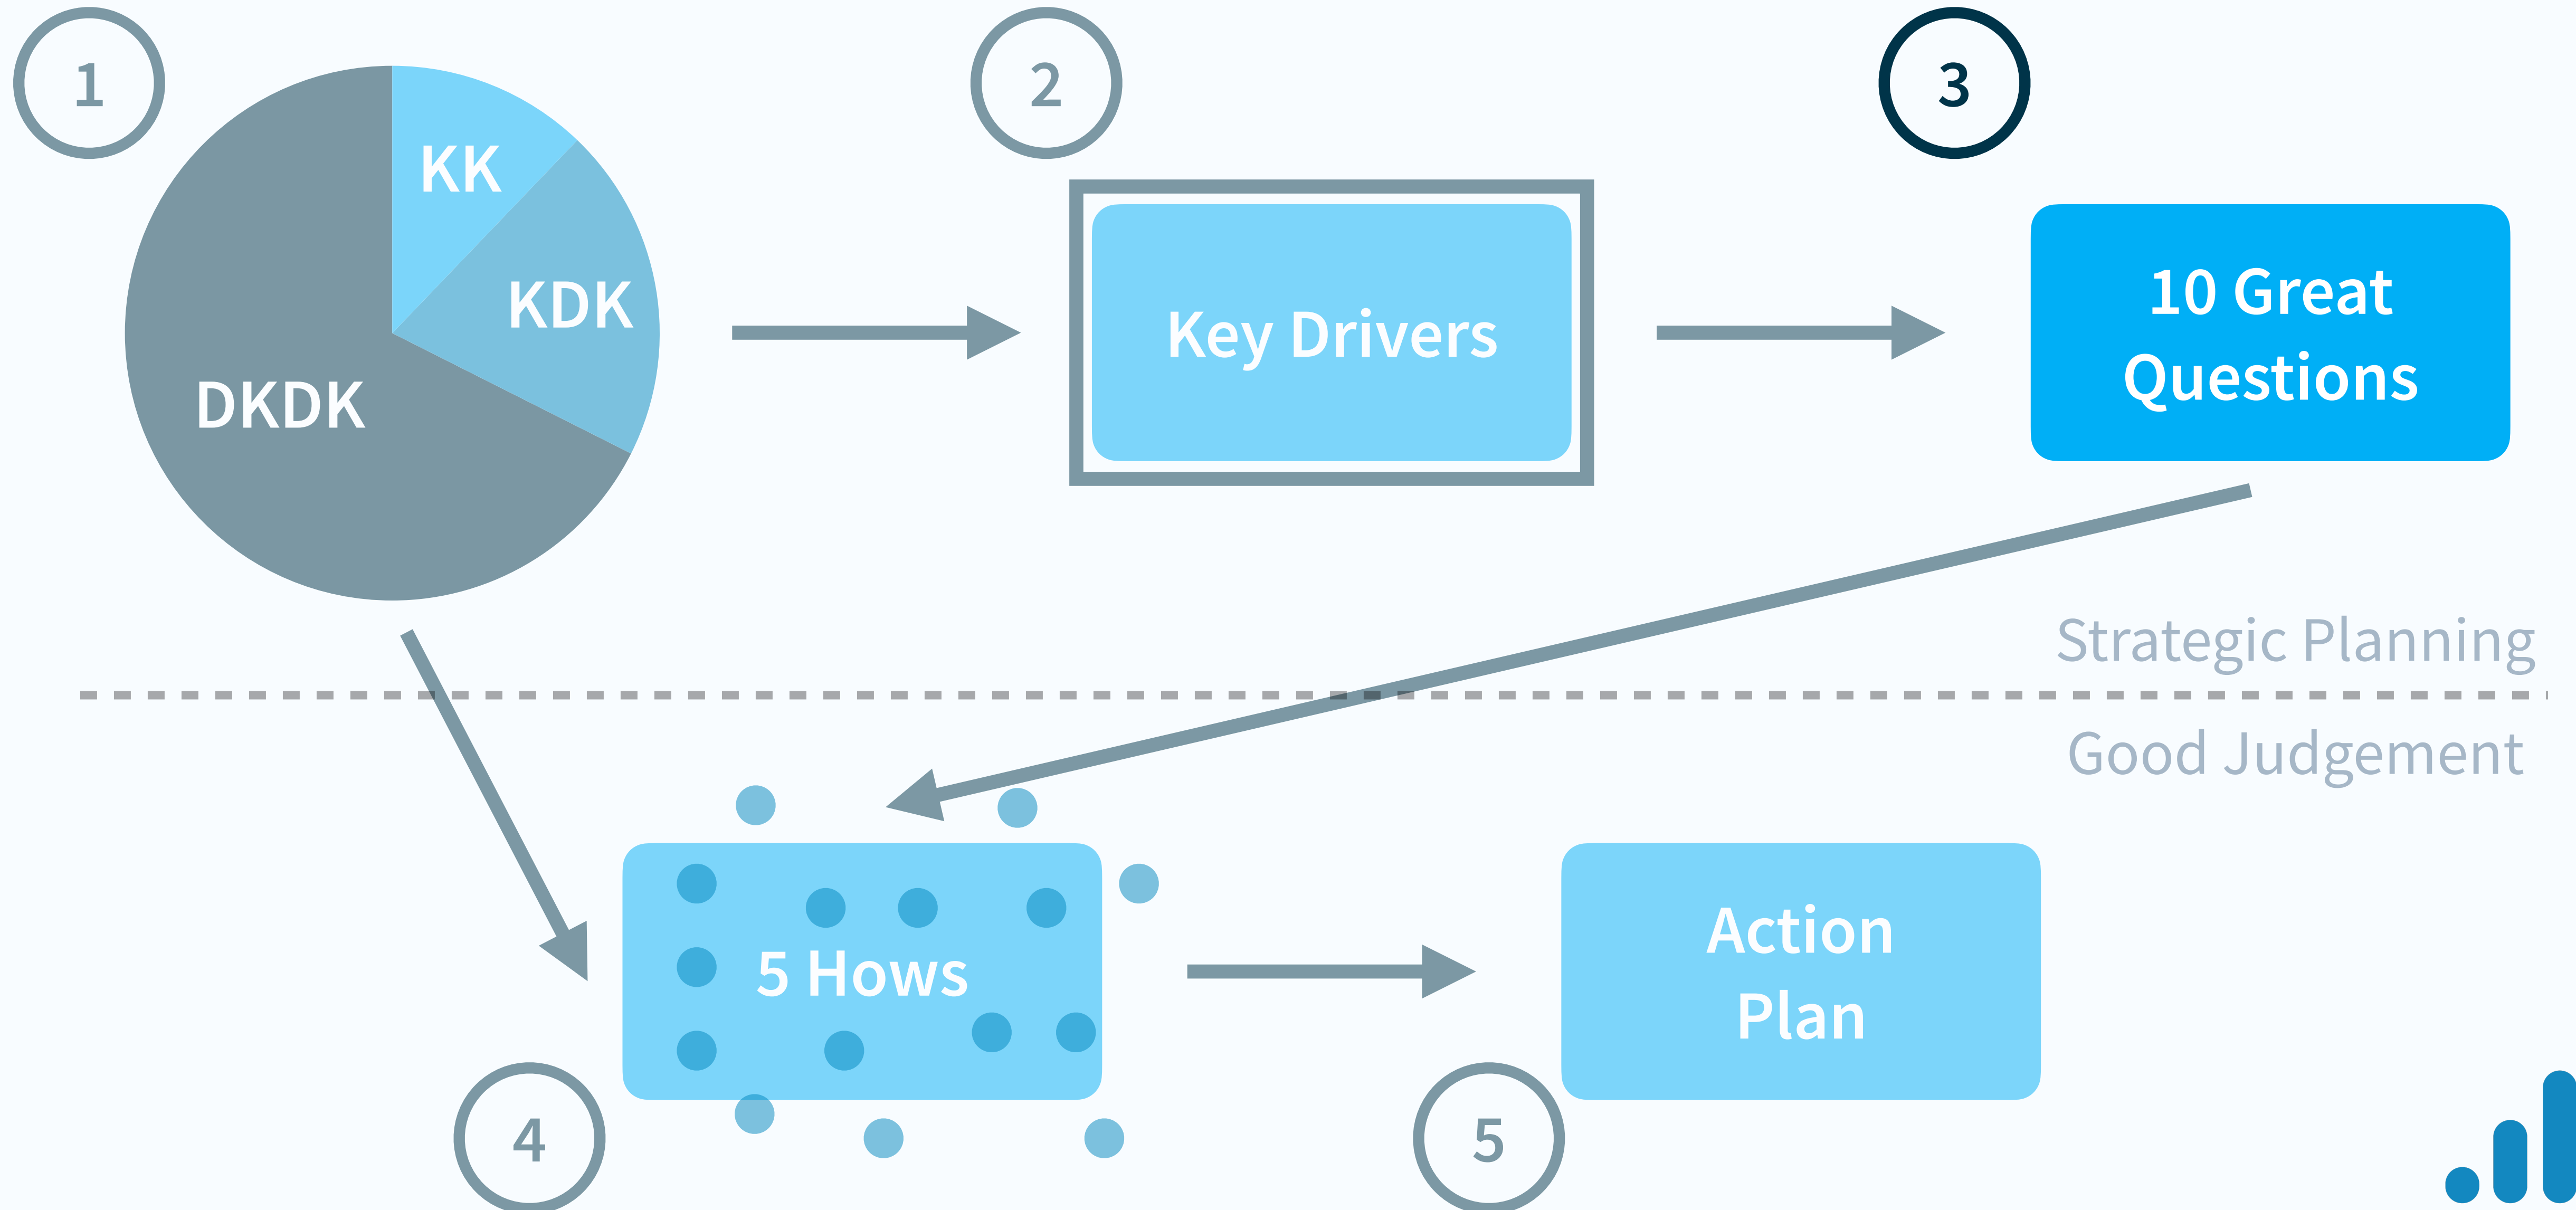 1
2
3
KK
KDK
DKDK
Key Drivers
10 Great
Questions
Strategic Planning
Good Judgement
5 Hows
Action
Plan
4
5